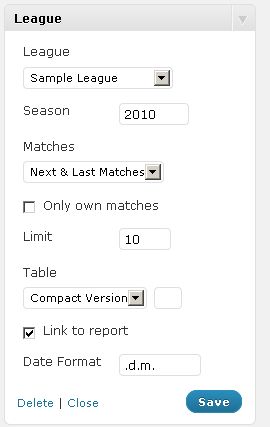 League
League
Sample League
Season 2010
Matches
Next & Last Matches
Only own matches
Limit 10
Table
Compact Version
Link to report
Date Format .d.m.
Delete | Close Save